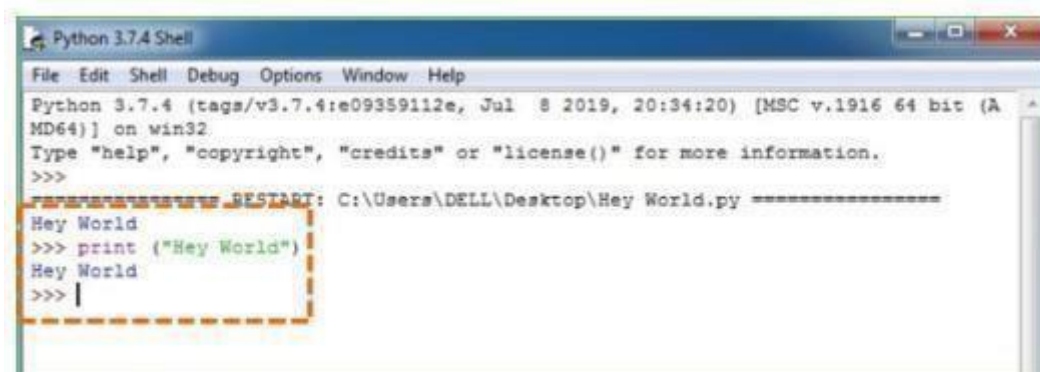 Python 3.7.4 Shell
File Edit Shell Debug Options Window Help
Python 3.7.4 (tags/v3.7.4:e09359112e, Jul 8 2019, 20:34:20) [MSC v.1916 64 bit (A
MD64)] on win32
Type "help", "copyright", "credits" or "license()" for more information.
>>>
================ RESTART: C:\Users\DELL\Desktop\Hey World.py ================
Hey World
>>> print ("Hey World")
Hey World
>>>